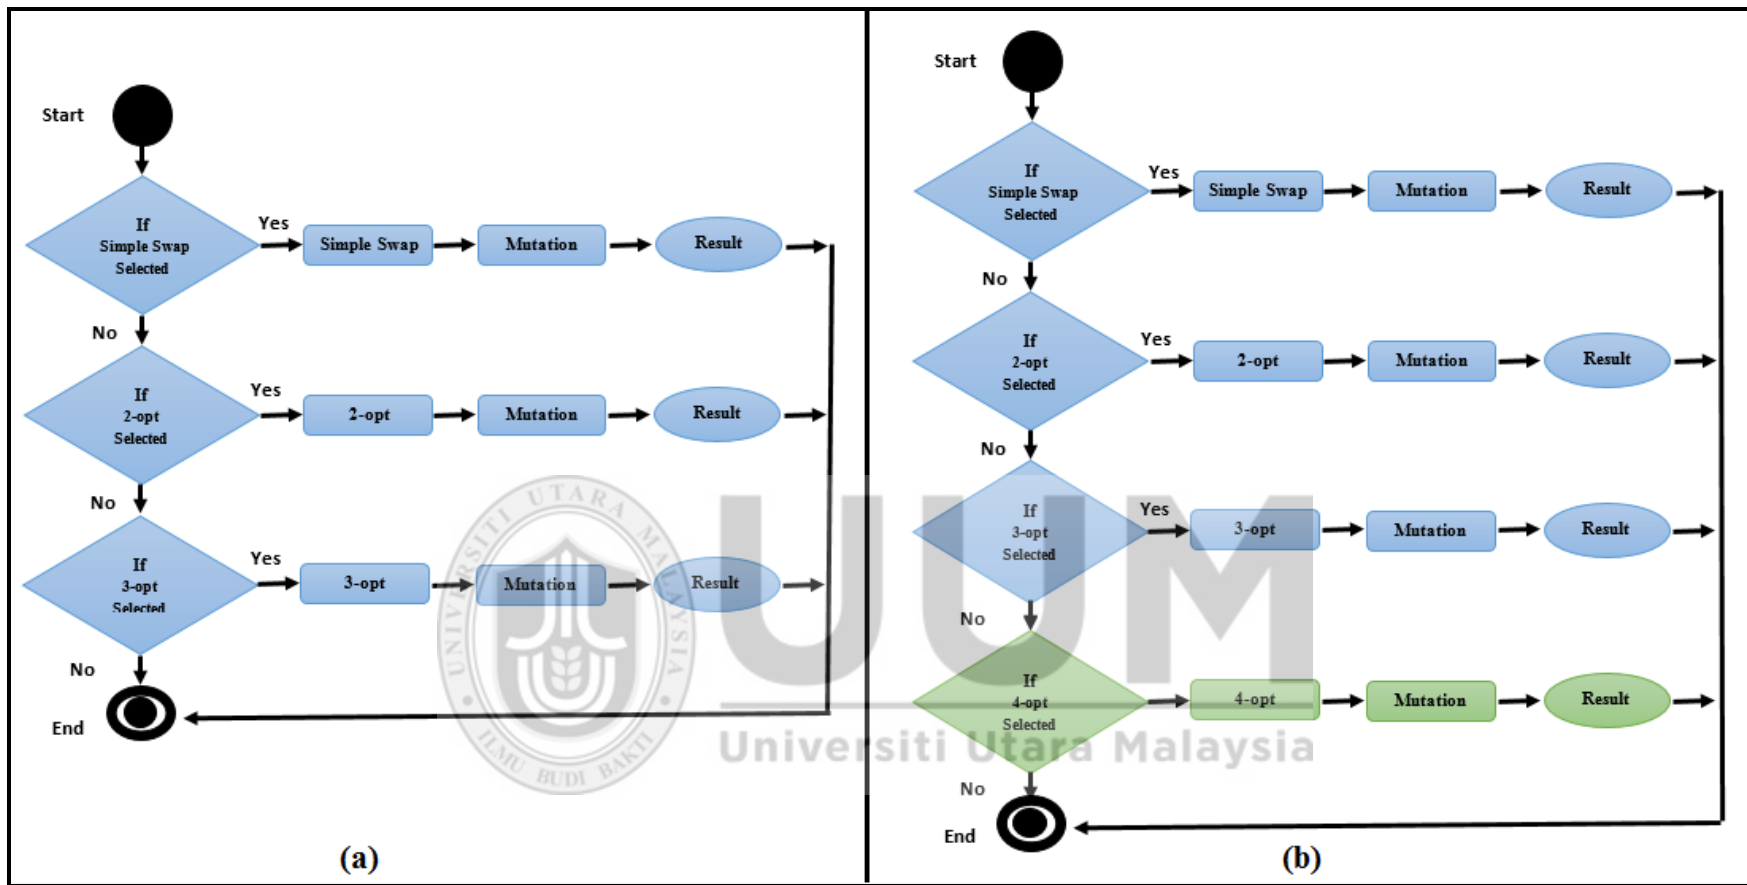 Start
If
Simple Swap
Selected
Yes
Simple Swap
Mutation
Result
No
If
2-opt
Selected
Yes
2-opt
Mutation
Result
No
If
3-opt
Selected
Yes
3-opt
Mutation
Result
No
End
(a)
Start
If
Simple Swap
Selected
Yes
Simple Swap
Mutation
Result
No
If
2-opt
Selected
Yes
2-opt
Mutation
Result
No
If
3-opt
Selected
Yes
3-opt
Mutation
Result
No
If
4-opt
Selected
4-opt
Mutation
Result
No
End
(b)
UNIVERSITI UTARA MALAYSIA
ILMU BUDI BAKTI
UUM
Universiti Utara Malaysia